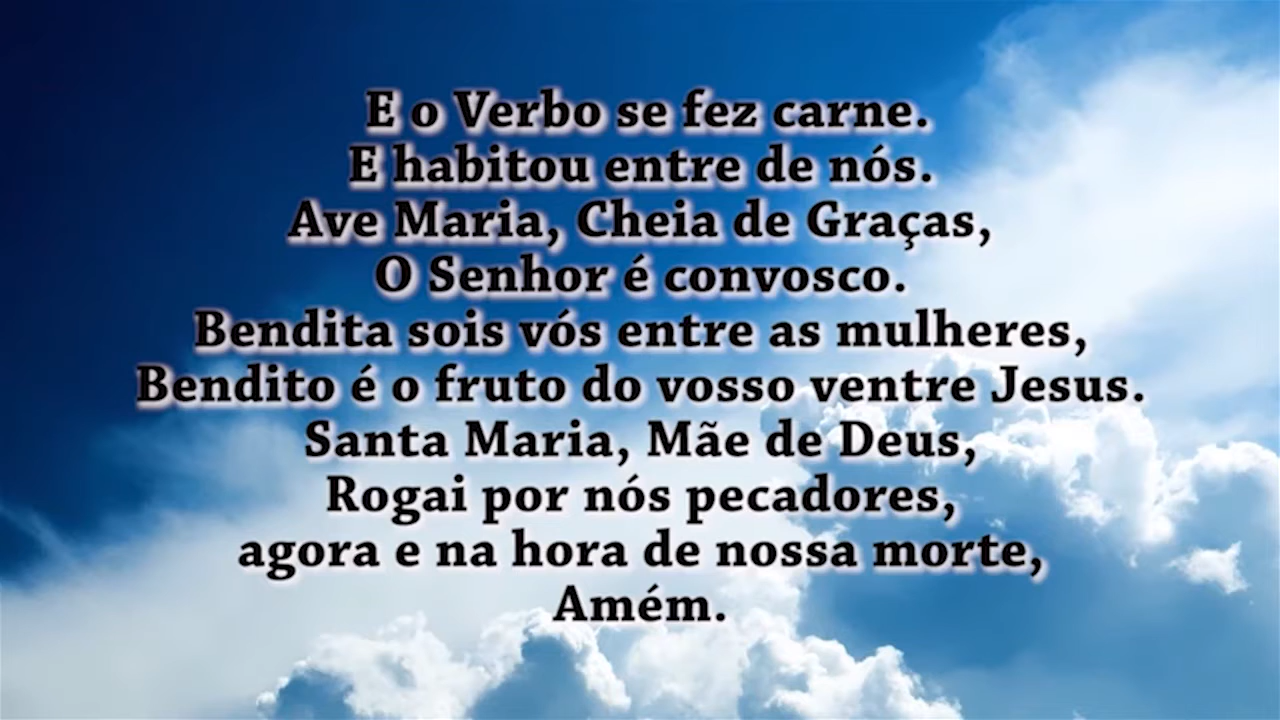 E o Verbo se fez carne.
E habitou entre de nós.
Ave Maria, Cheia de Graças,
O Senhor é convosco.
Bendita sois vós entre as mulheres,
Bendito é o fruto do vosso ventre Jesus.
Santa Maria, Mãe de Deus,
Rogai por nós pecadores,
agora e na hora de nossa morte,
Amém.